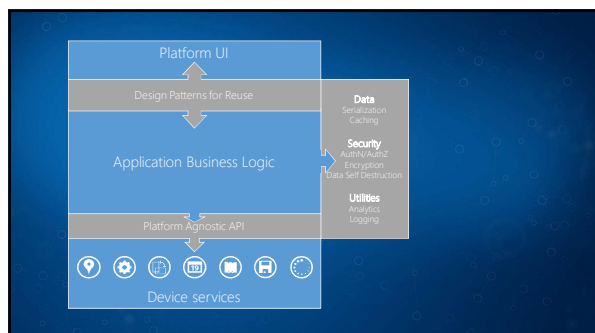 Platform UI
Design Patterns for Reuse
Data
Serialization
Caching
Application Business Logic
Security
AuthN/AuthZ
Encryption
Data Self Destruction
Utilities
Analytics
Logging
Platform Agnostic API
Device services